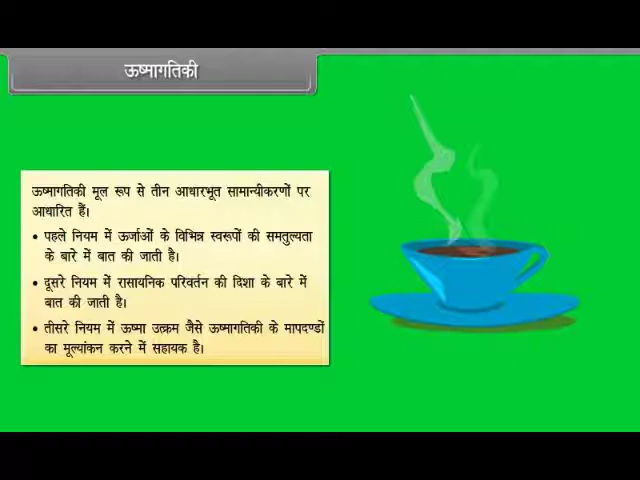 ऊष्मागतिकी
ऊष्मागतिकी मूल रूप से तीन आधारभूत सामान्यीकरणों पर
आधारित हैं।
• पहले नियम में ऊर्जाओं के विभिन्न स्वरूपों की समतुल्यता
के बारे में बात की जाती है।
• दूसरे नियम में रासायनिक परिवर्तन की दिशा के बारे में
बात की जाती है।
• तीसरे नियम में ऊष्मा उत्क्रम जैसे ऊष्मागतिकी के मापदण्डों
का मूल्यांकन करने में सहायक है।